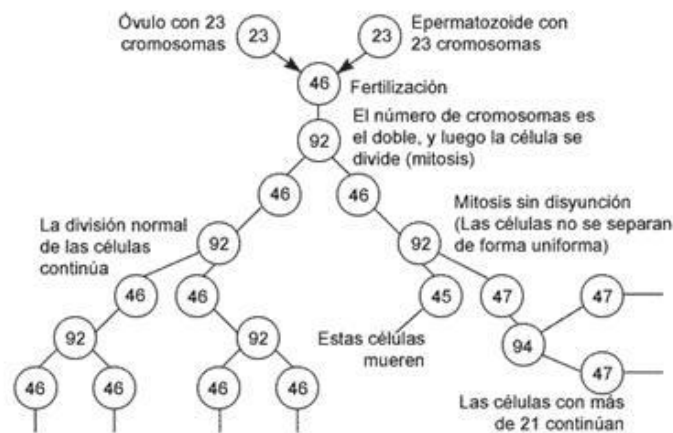 Óvulo con 23
cromosomas
23
23
Epermatozoide con
23 cromosomas
46
Fertilización
El número de cromosomas es
el doble, y luego la célula se
divide (mitosis)
92
46
46
Mitosis sin disyunción
(Las células no se separan
de forma uniforma)
La división normal
de las células
continúa
92
92
46
46
45
47
47
Estas células
mueren
92
92
94
46
46
46
46
47
Las células con más
de 21 continúan